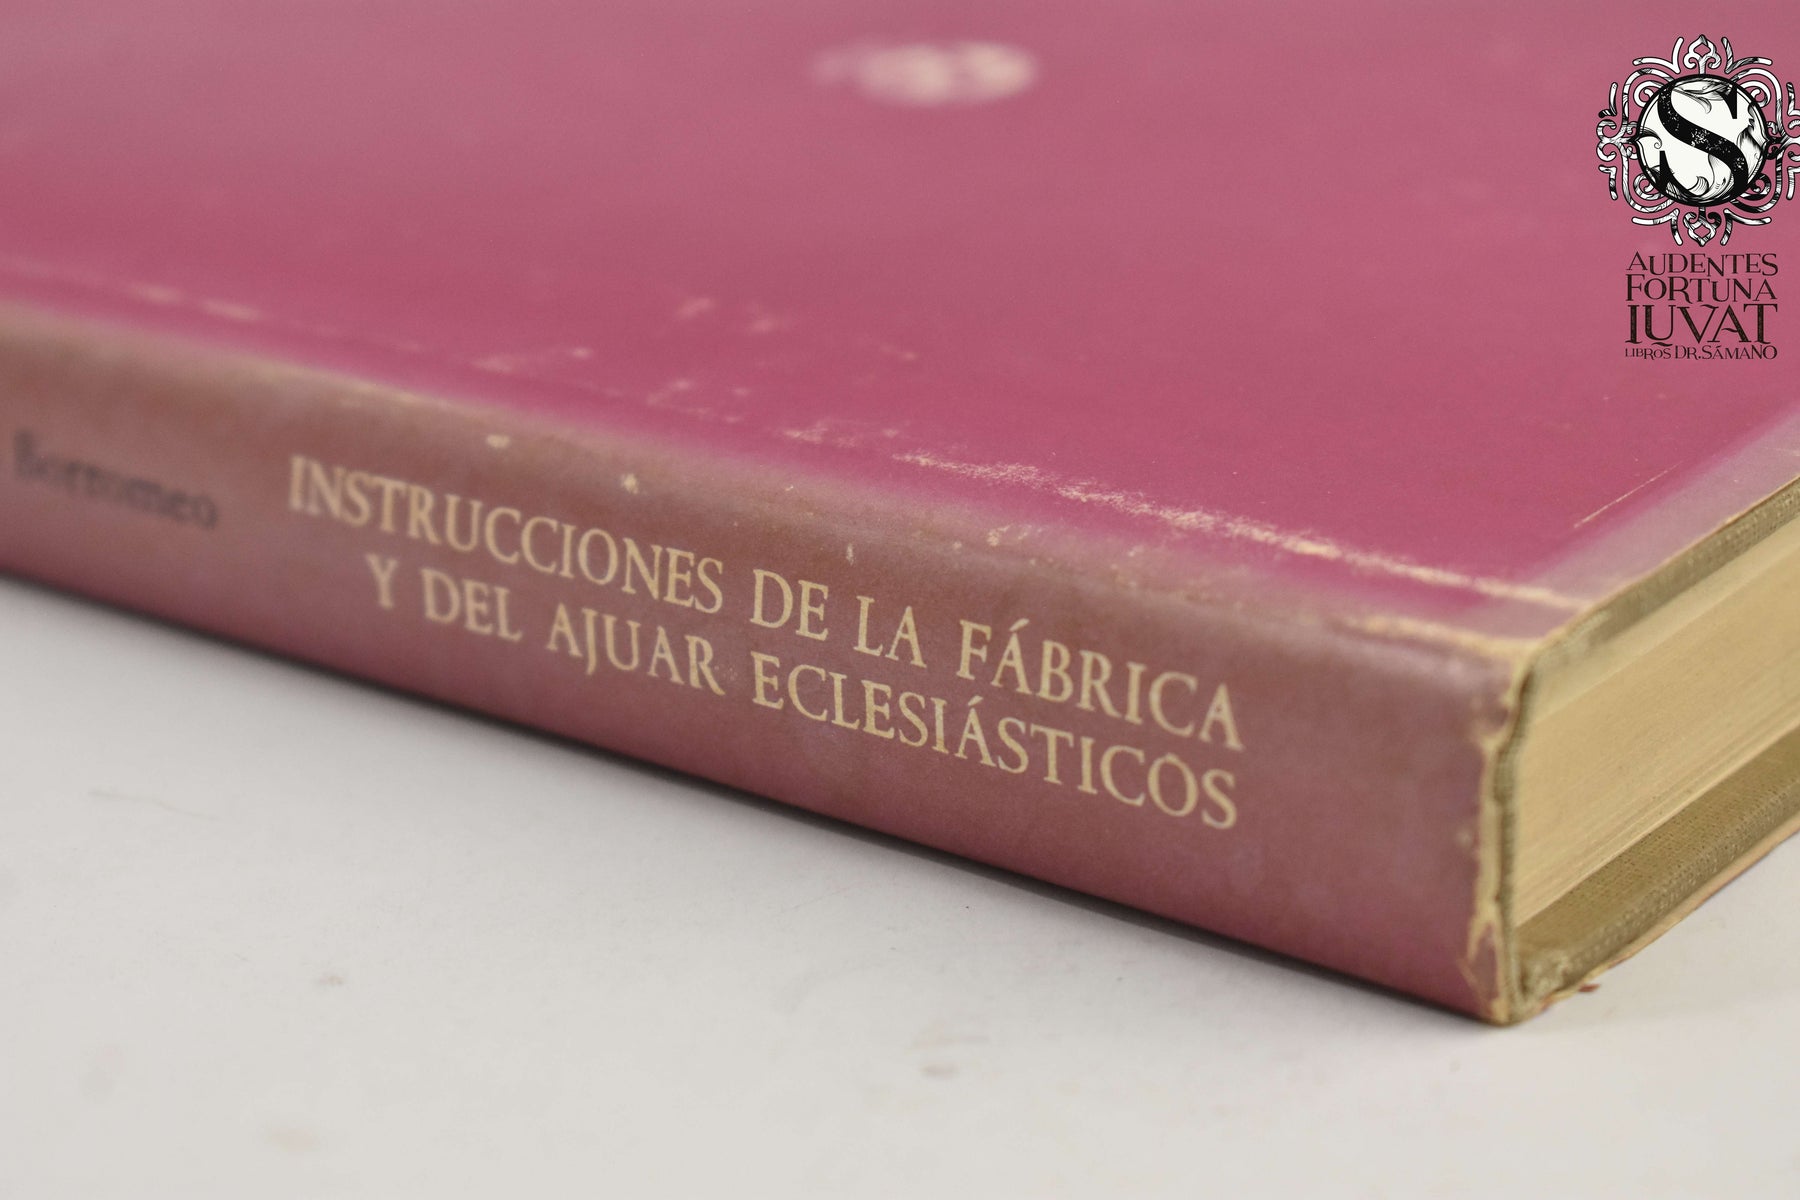 Borromeo
INSTRUCCIONES DE LA FÁBRICA
Y DEL AJUAR ECLESIÁSTICOS
S
AUDENTES
FORTUNA
IUVAT
LIBROS DR. SÁMANO